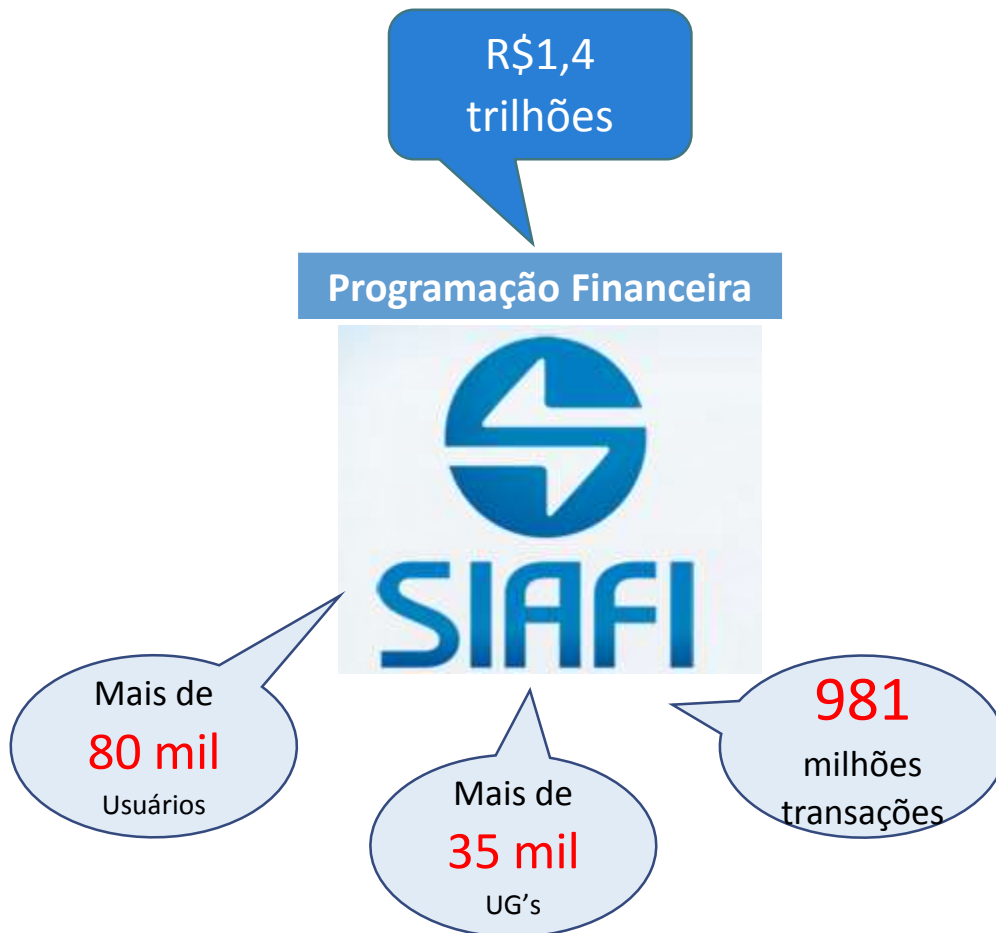 R$1,4
trilhões
Programação Financeira
SIAFI
Mais de
80 mil
Usuários
Mais de
35 mil
UG’s
981
milhões
transações